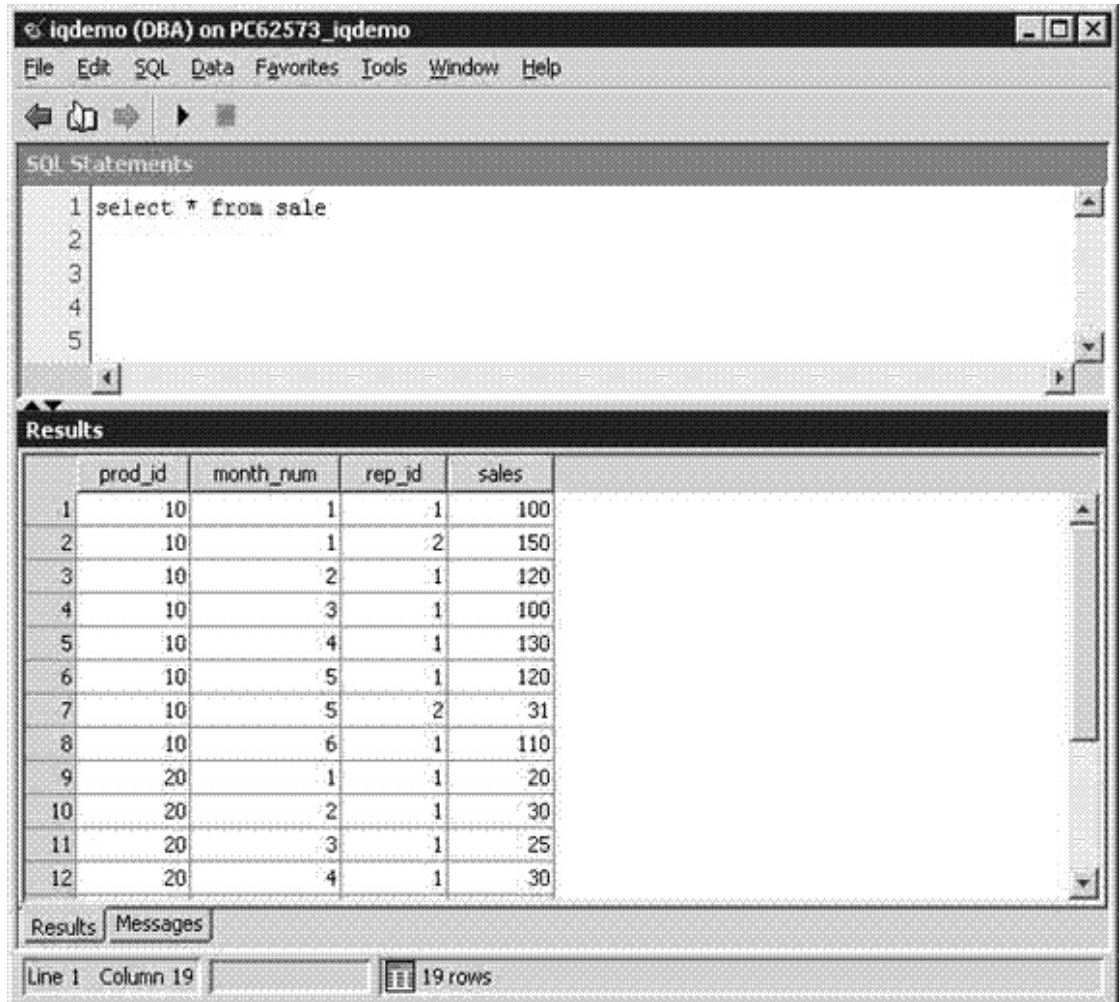 iqdemo (DBA) on PC62573_iqdemo
File Edit SQL Data Favorites Tools Window Help
SQL Statements
1 select * from sale
2
3
4
5
Results
prod_id month_num rep_id sales
1 10 1 1 100
2 10 1 2 150
3 10 2 1 120
4 10 3 1 100
5 10 4 1 130
6 10 5 1 120
7 10 5 2 31
8 10 6 1 110
9 20 1 1 20
10 20 2 1 30
11 20 3 1 25
12 20 4 1 30
Results Messages
Line 1 Column 19 19 rows